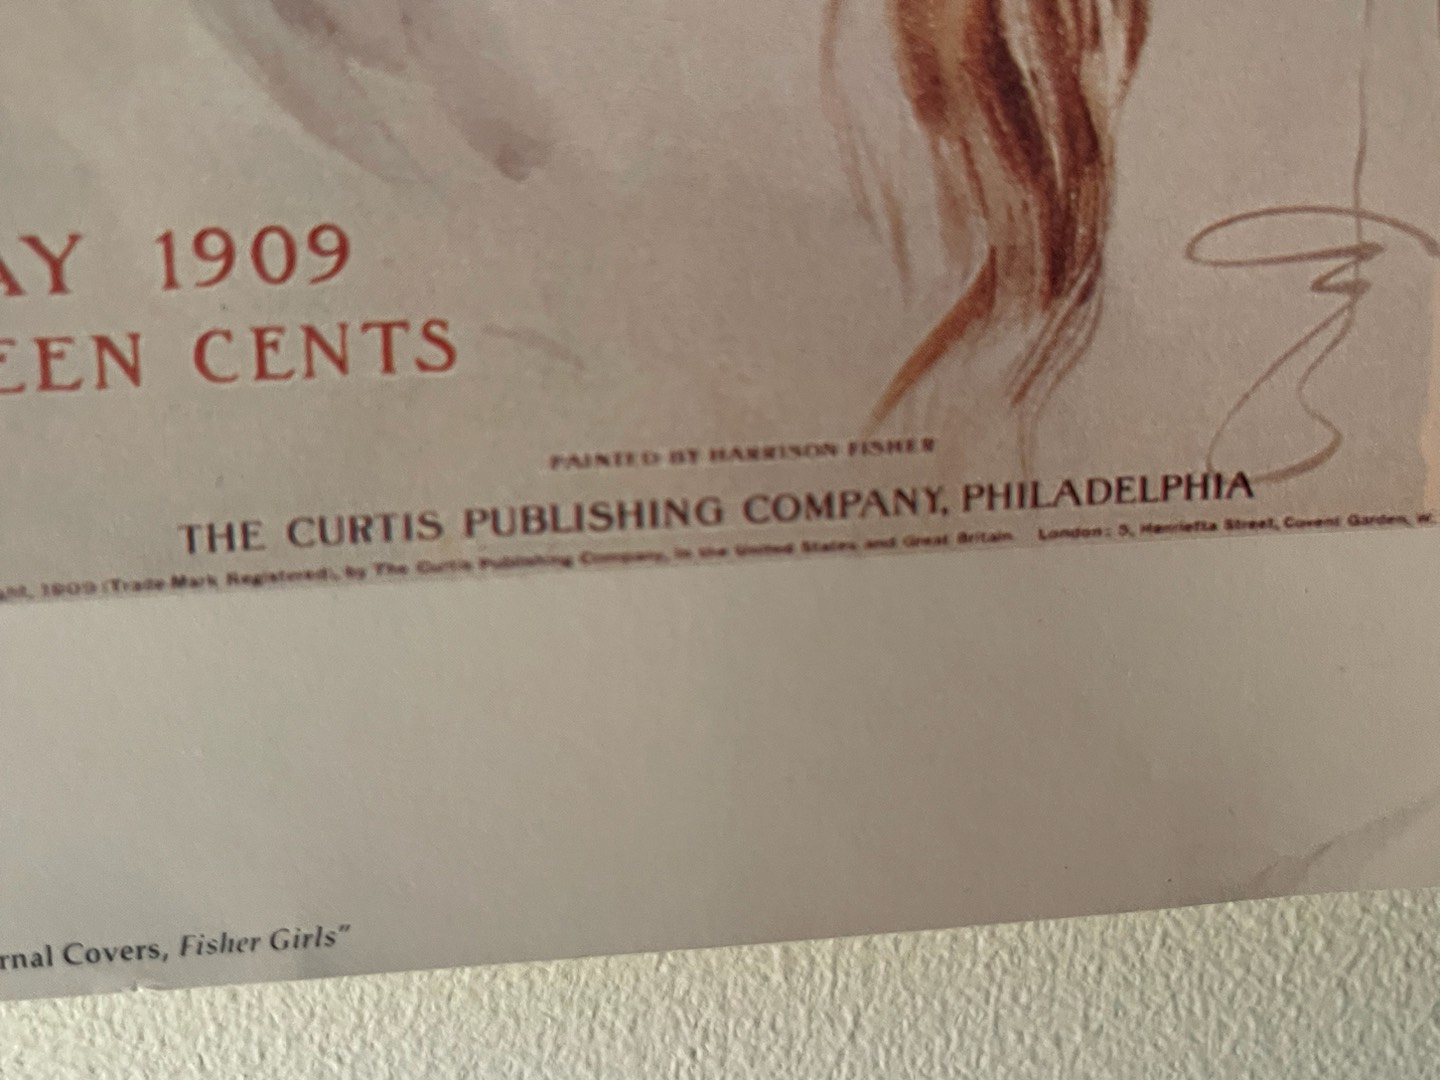 AY 1909
EEN CENTS
PAINTED BY HARRISON FISHER
THE CURTIS PUBLISHING COMPANY, PHILADELPHIA
ght, 1909 (Trade-Mark Registered), by The Curtis Publishing Company, in the United States and Great Britain. London: 5, Henrietta Street, Covent Garden, W.
rnal Covers, Fisher Girls”